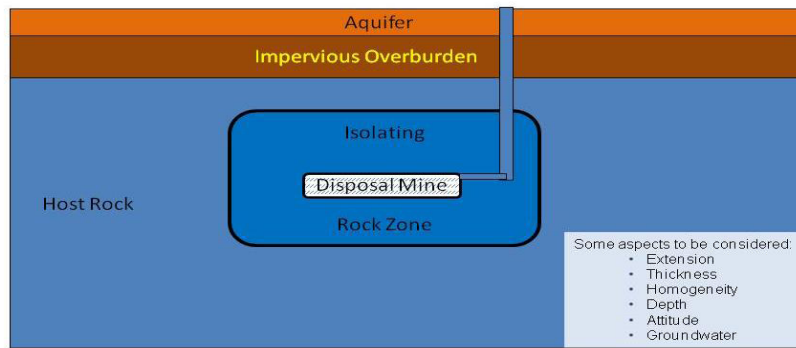 Aquifer
Impervious Overburden
Isolating
Disposal Mine
Host Rock
Rock Zone
Some aspects to be considered:
• Extension
• Thickness
• Homogeneity
• Depth
• Attitude
• Groundwater